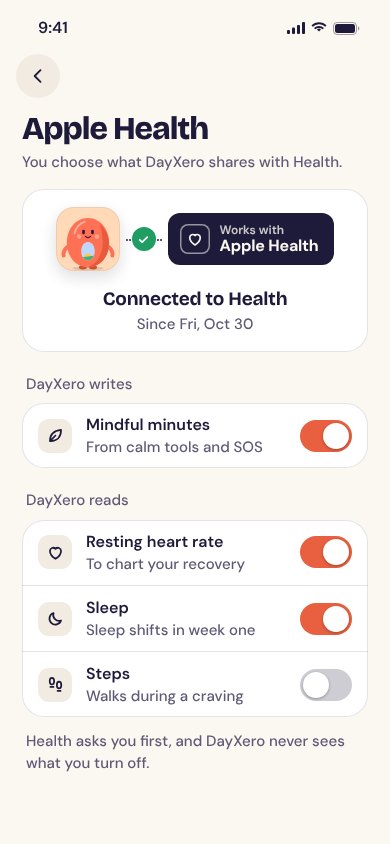 9:41
Apple Health
You choose what DayXero shares with Health.
Works with
Apple Health
Connected to Health
Since Fri, Oct 30
DayXero writes
Mindful minutes
From calm tools and SOS
DayXero reads
Resting heart rate
To chart your recovery
Sleep
Sleep shifts in week one
Steps
Walks during a craving
Health asks you first, and DayXero never sees
what you turn off.